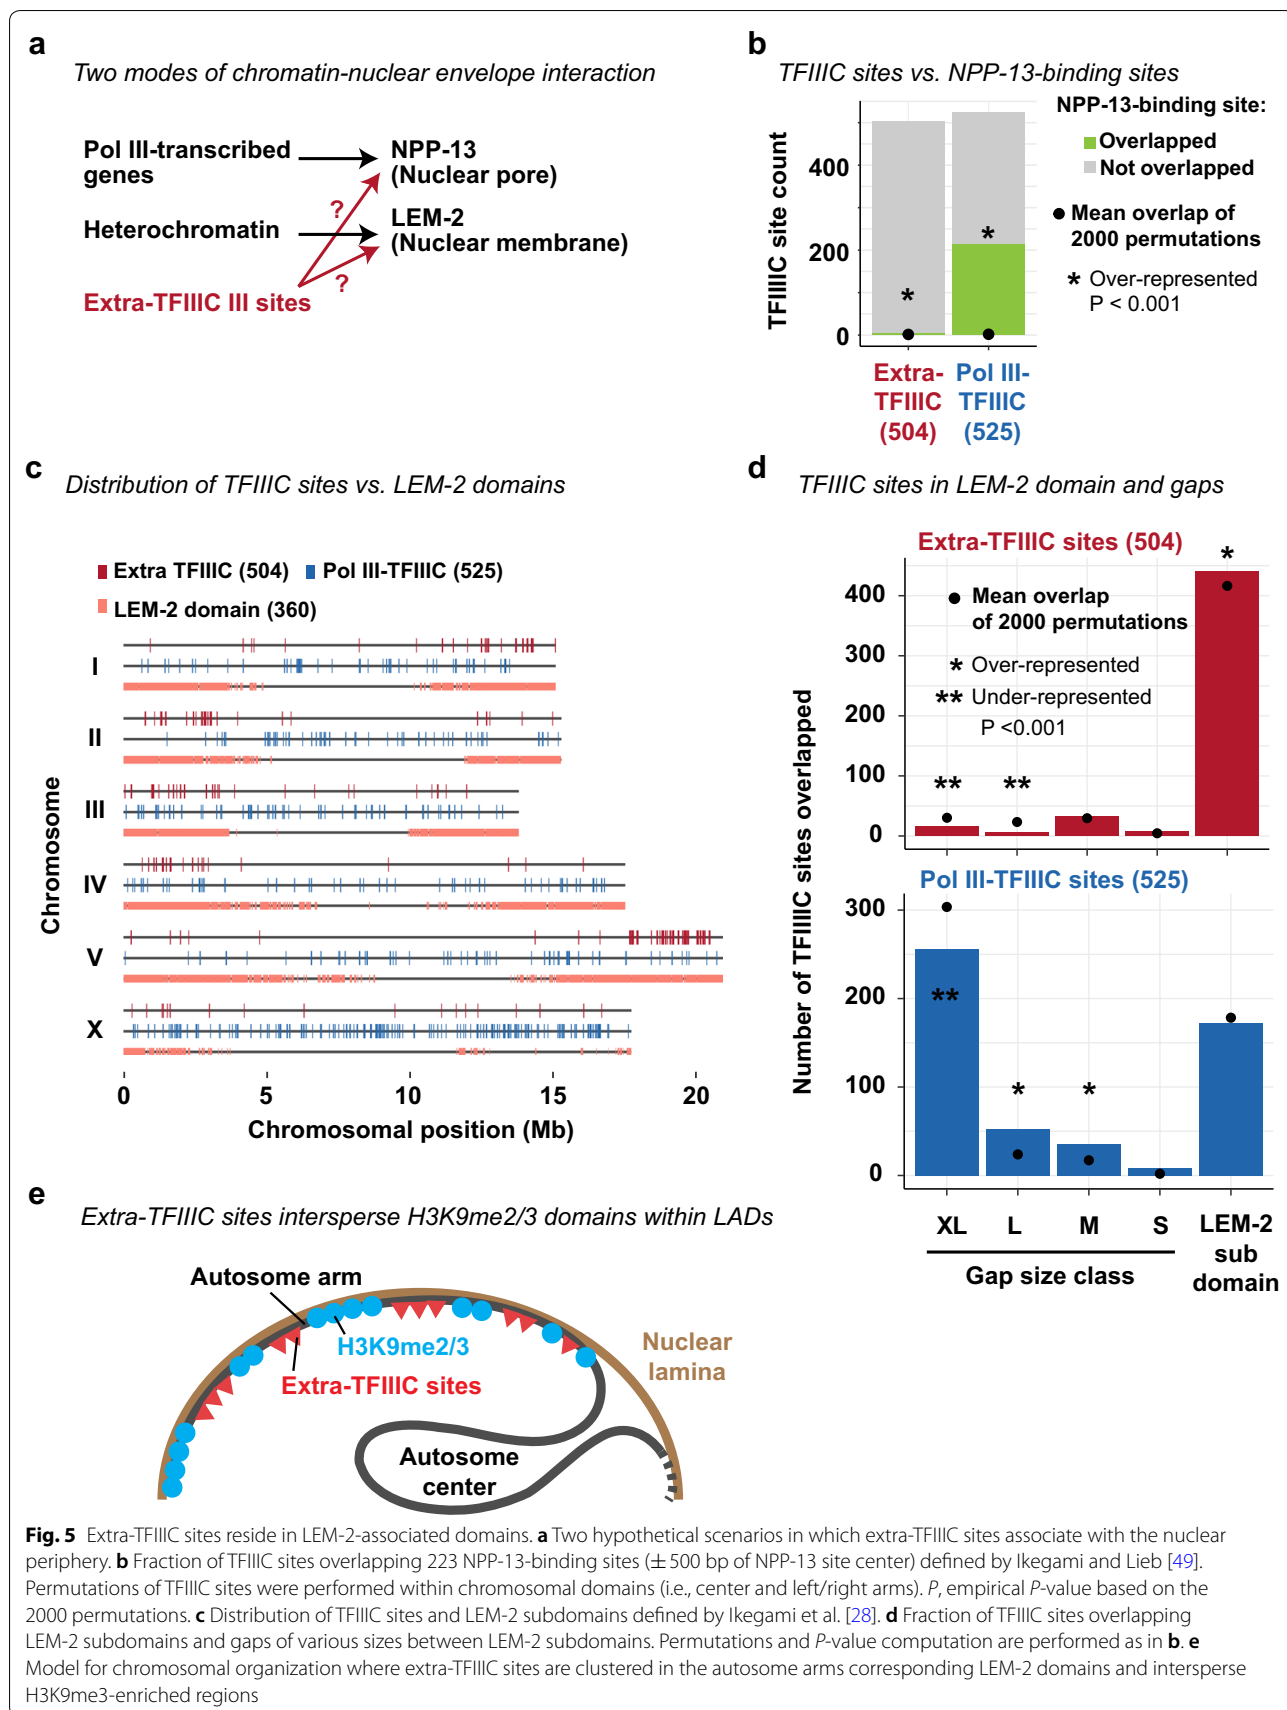 a
Two modes of chromatin-nuclear envelope interaction
Pol III-transcribed
genes
NPP-13
(Nuclear pore)
?
Heterochromatin
LEM-2
(Nuclear membrane)
?
Extra-TFIIIC III sites
b
TFIIIC sites vs. NPP-13-binding sites
TFIIIC site count
400
200
0
Extra-
TFIIIC
(504)
Pol III-
TFIIIC
(525)
*
*
NPP-13-binding site:
Overlapped
Not overlapped
Mean overlap of
2000 permutations
* Over-represented
P < 0.001
c
Distribution of TFIIIC sites vs. LEM-2 domains
Extra TFIIIC (504)
Pol III-TFIIIC (525)
LEM-2 domain (360)
Chromosome
I
II
III
IV
V
X
0 5 10 15 20
Chromosomal position (Mb)
d
TFIIIC sites in LEM-2 domain and gaps
Number of TFIIIC sites overlapped
Extra-TFIIIC sites (504)
400
300
200
100
0
Mean overlap
of 2000 permutations
* Over-represented
** Under-represented
P <0.001
** ** *
Pol III-TFIIIC sites (525)
300
200
100
0
** * *
XL L M S
Gap size class
LEM-2
sub
domain
e
Extra-TFIIIC sites intersperse H3K9me2/3 domains within LADs
Autosome arm
H3K9me2/3
Extra-TFIIIC sites
Nuclear
lamina
Autosome
center
Fig. 5 Extra-TFIIIC sites reside in LEM-2-associated domains. a Two hypothetical scenarios in which extra-TFIIIC sites associate with the nuclear
periphery. b Fraction of TFIIIC sites overlapping 223 NPP-13-binding sites (± 500 bp of NPP-13 site center) defined by Ikegami and Lieb [49].
Permutations of TFIIIC sites were performed within chromosomal domains (i.e., center and left/right arms). P, empirical P-value based on the
2000 permutations. c Distribution of TFIIIC sites and LEM-2 subdomains defined by Ikegami et al. [28]. d Fraction of TFIIIC sites overlapping
LEM-2 subdomains and gaps of various sizes between LEM-2 subdomains. Permutations and P-value computation are performed as in b. e
Model for chromosomal organization where extra-TFIIIC sites are clustered in the autosome arms corresponding LEM-2 domains and intersperse
H3K9me3-enriched regions